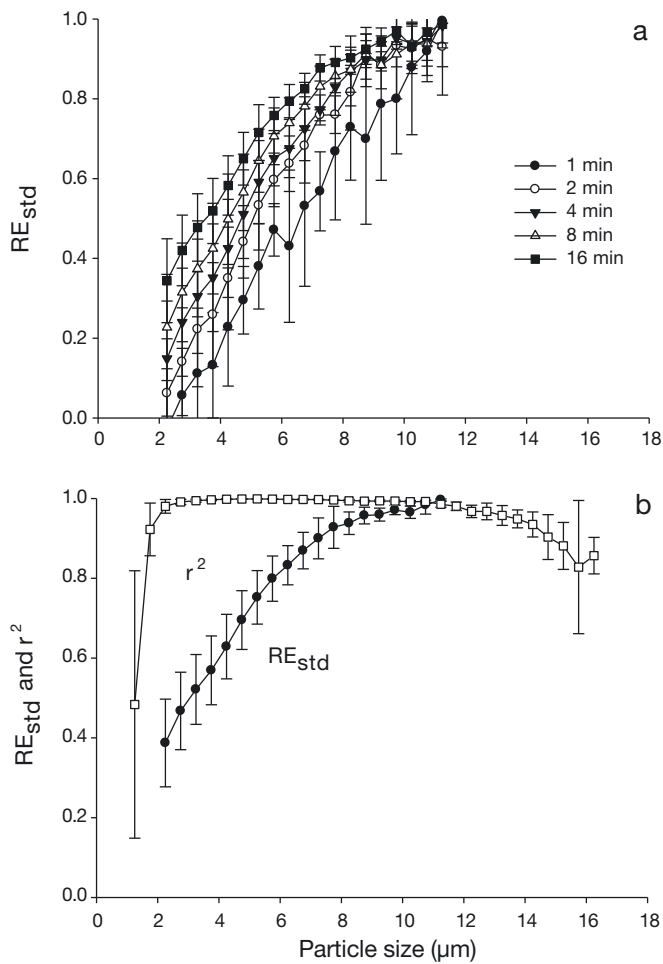 a
1.0
0.8
0.6
0.4
0.2
0.0
RE_std
1 min
2 min
4 min
8 min
16 min
0 2 4 6 8 10 12 14 16 18
b
1.0
0.8
0.6
0.4
0.2
0.0
RE_std and r²
r²
RE_std
0 2 4 6 8 10 12 14 16 18
Particle size (µm)